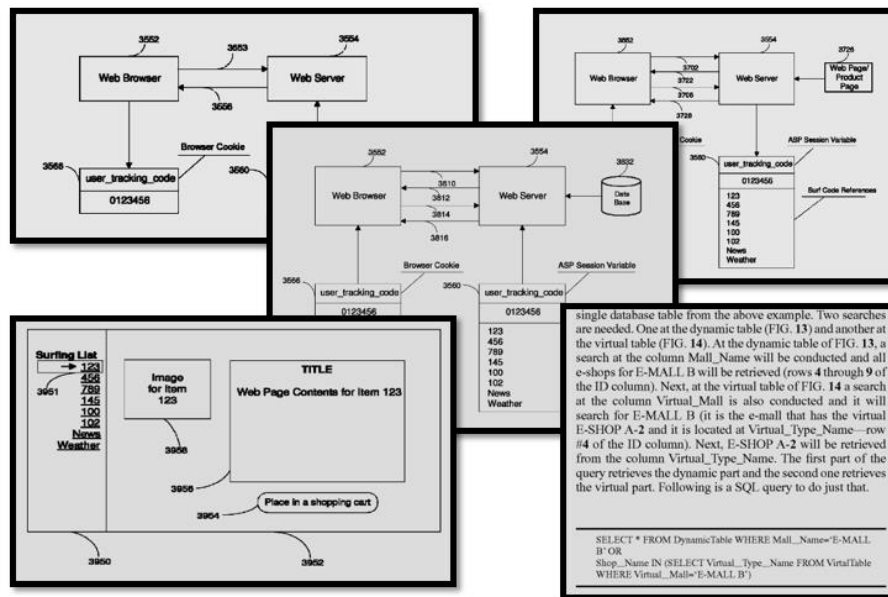 3552
3553
3554
Web Browser
Web Server
3556
3568
Browser Cookie
3560
user_tracking_code
0123456
3554
3726
Web Browser
3702
3722
3706
3728
Web Server
Web Page/
Product
Page
Cookie
ASP Session Variable
user_tracking_code
0123456
Surf Code References
123
456
789
145
100
102
News
Weather
3552
3554
3832
Web Browser
3810
3812
3814
3816
Web Server
Data
Base
3566
Browser Cookie
3560
ASP Session Variable
user_tracking_code
0123456
user_tracking_code
0123456
123
456
789
145
100
102
News
Weather
Surfing List
123
3951
456
789
145
100
102
News
Weather
Image
for Item
123
TITLE
Web Page Contents for Item 123
3956
Place in a shopping cart
3954
3950
3952
single database table from the above example. Two searches
are needed. One at the dynamic table (FIG. 13) and another at
the virtual table of FIG. 14). At the dynamic table of FIG. 13, a
search at the column Mall_Name will be conducted and all
e-shops for E-MALL B will be retrieved (rows 4 through 9 of
the ID column). Next, at the virtual table of FIG. 14 a search
at the column Virtual_Mall is also conducted and it will
search for E-MALL B (it is the e-mall that has the virtual
E-SHOP A-2 and it is located at Virtual_Type_Name—row
#4 of the ID column). Next, E-SHOP A-2 will be retrieved
from the column Virtual_Type_Name. The first part of the
query retrieves the dynamic part and the second one retrieves
the virtual part. Following is a SQL query to do just that.
SELECT * FROM DynamicTable WHERE Mall_Name=‘E-MALL
B’ OR
Shop_Name IN (SELECT Virtual_Type_Name FROM VirtalTable
WHERE Virtual_Mall=‘E-MALL B’)